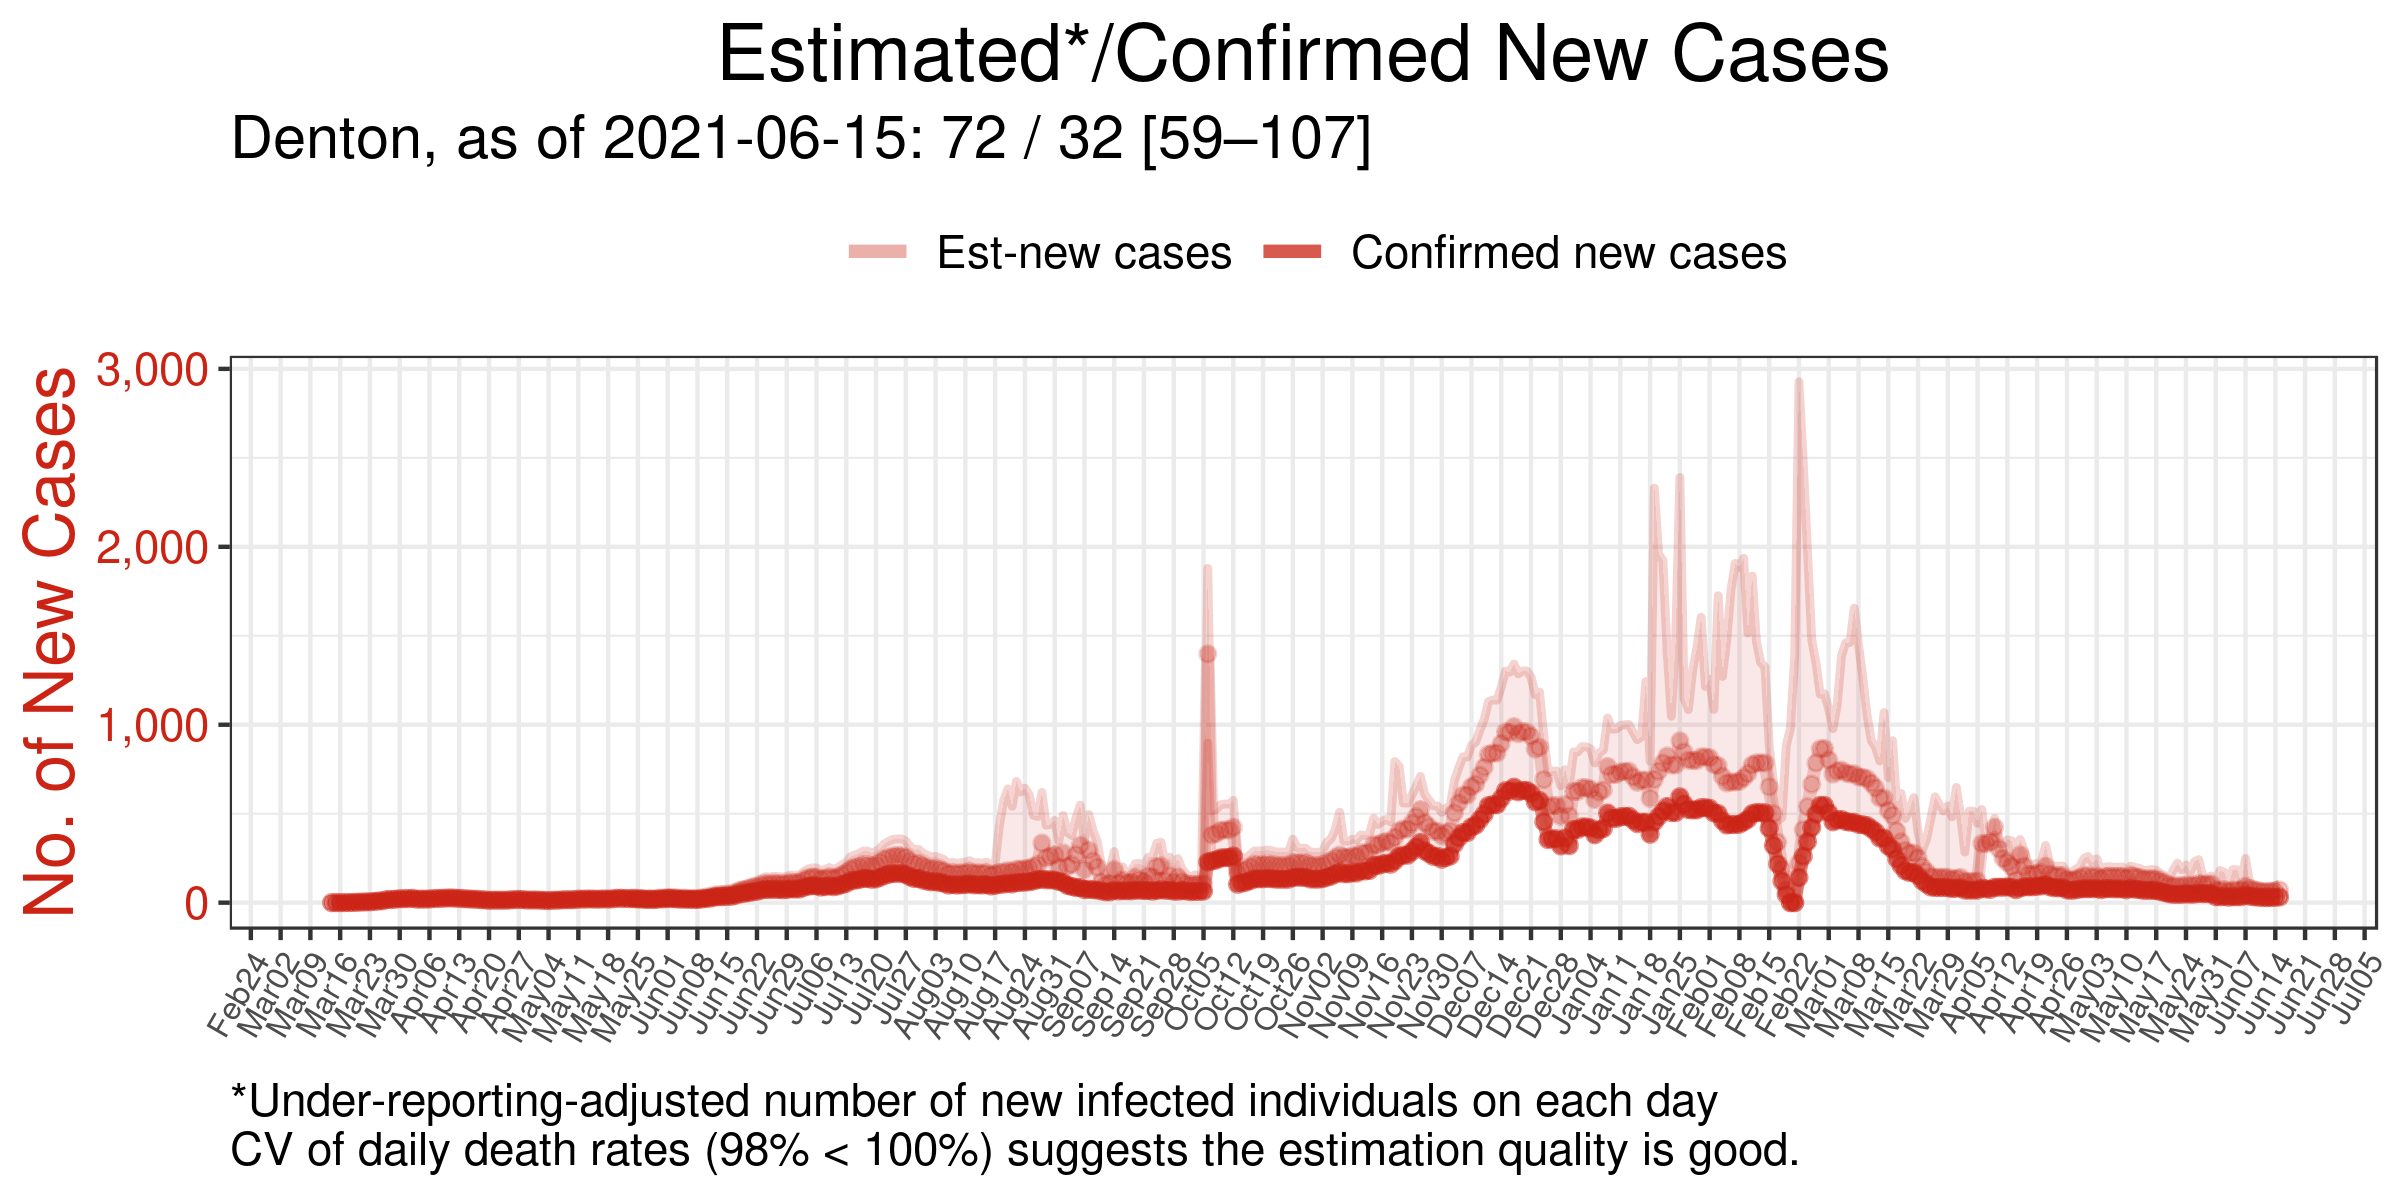 Estimated*/Confirmed New Cases
Denton, as of 2021-06-15: 72 / 32 [59–107]
Est-new cases Confirmed new cases
No. of New Cases
3,000
2,000
1,000
0
Feb24 Mar02 Mar09 Mar16 Mar23 Mar30 Apr06 Apr13 Apr20 Apr27 May04 May11 May18 May25 Jun01 Jun08 Jun15 Jun22 Jun29 Jul06 Jul13 Jul20 Jul27 Aug03 Aug10 Aug17 Aug24 Aug31 Sep07 Sep14 Sep21 Sep28 Oct05 Oct12 Oct19 Oct26 Nov02 Nov09 Nov16 Nov23 Nov30 Dec07 Dec14 Dec21 Dec28 Jan04 Jan11 Jan18 Jan25 Feb01 Feb08 Feb15 Feb22 Mar01 Mar08 Mar15 Mar22 Mar29 Apr05 Apr12 Apr19 Apr26 May03 May10 May17 May24 May31 Jun07 Jun14 Jun21 Jun28 Jul05
*Under-reporting-adjusted number of new infected individuals on each day
CV of daily death rates (98% < 100%) suggests the estimation quality is good.